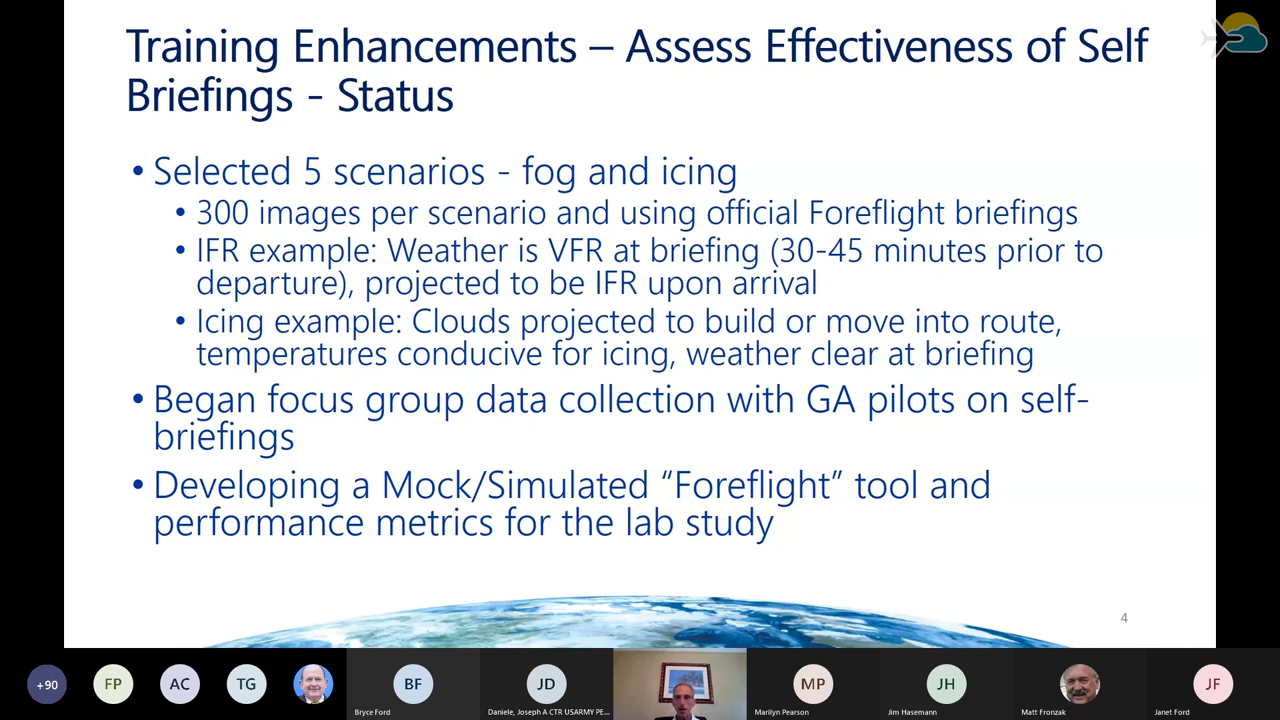 Training Enhancements – Assess Effectiveness of Self
Briefings - Status
• Selected 5 scenarios - fog and icing
• 300 images per scenario and using official Foreflight briefings
• IFR example: Weather is VFR at briefing (30-45 minutes prior to
departure), projected to be IFR upon arrival
• Icing example: Clouds projected to build or move into route,
temperatures conducive for icing, weather clear at briefing
• Began focus group data collection with GA pilots on self-
briefings
• Developing a Mock/Simulated “Foreflight” tool and
performance metrics for the lab study
4
+90
FP
AC
TG
BF
JD
MP
JH
JF
Bryce Ford
Daniele, Joseph A CTR USARMY PE...
Marilyn Pearson
Jim Hasemann
Matt Fronzak
Janet Ford